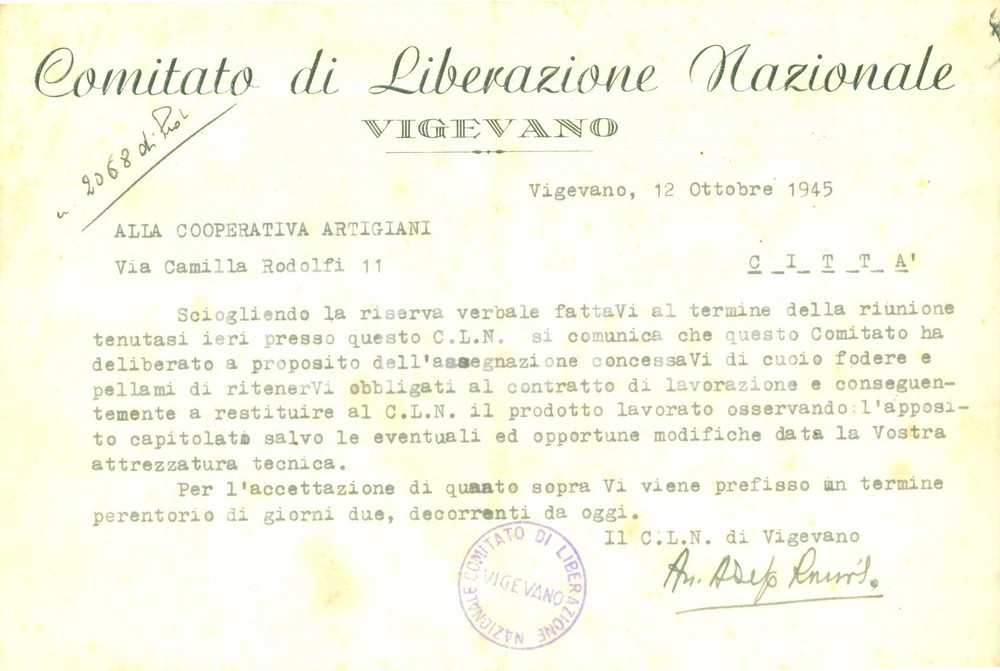 Comitato di Liberazione Nazionale
VIGEVANO
2068 di Prot
Vigevano, 12 Ottobre 1945
ALLA COOPERATIVA ARTIGIANI
Via Camilla Rodolfi 11
C I T T A'
Sciogliendo la riserva verbale fattaVi al termine della riunione
tenutasi ieri presso questo C.L.N. si comunica che questo Comitato ha
deliberato a proposito dell'assegnazione concessaVi di cuoio fodere e
pellami di ritenerVi obbligati al contratto di lavorazione e conseguen-
temente a restituire al C.L.N. il prodotto lavorato osservando l'apposi-
to capitolato salvo le eventuali ed opportune modifiche data la Vostra
attrezzatura tecnica.
Per l'accettazione di quanto sopra Vi viene prefisso un termine
perentorio di giorni due, decorrenti da oggi.
Il C.L.N. di Vigevano
COMITATO DI LIBERAZIONE NAZIONALE
VIGEVANO